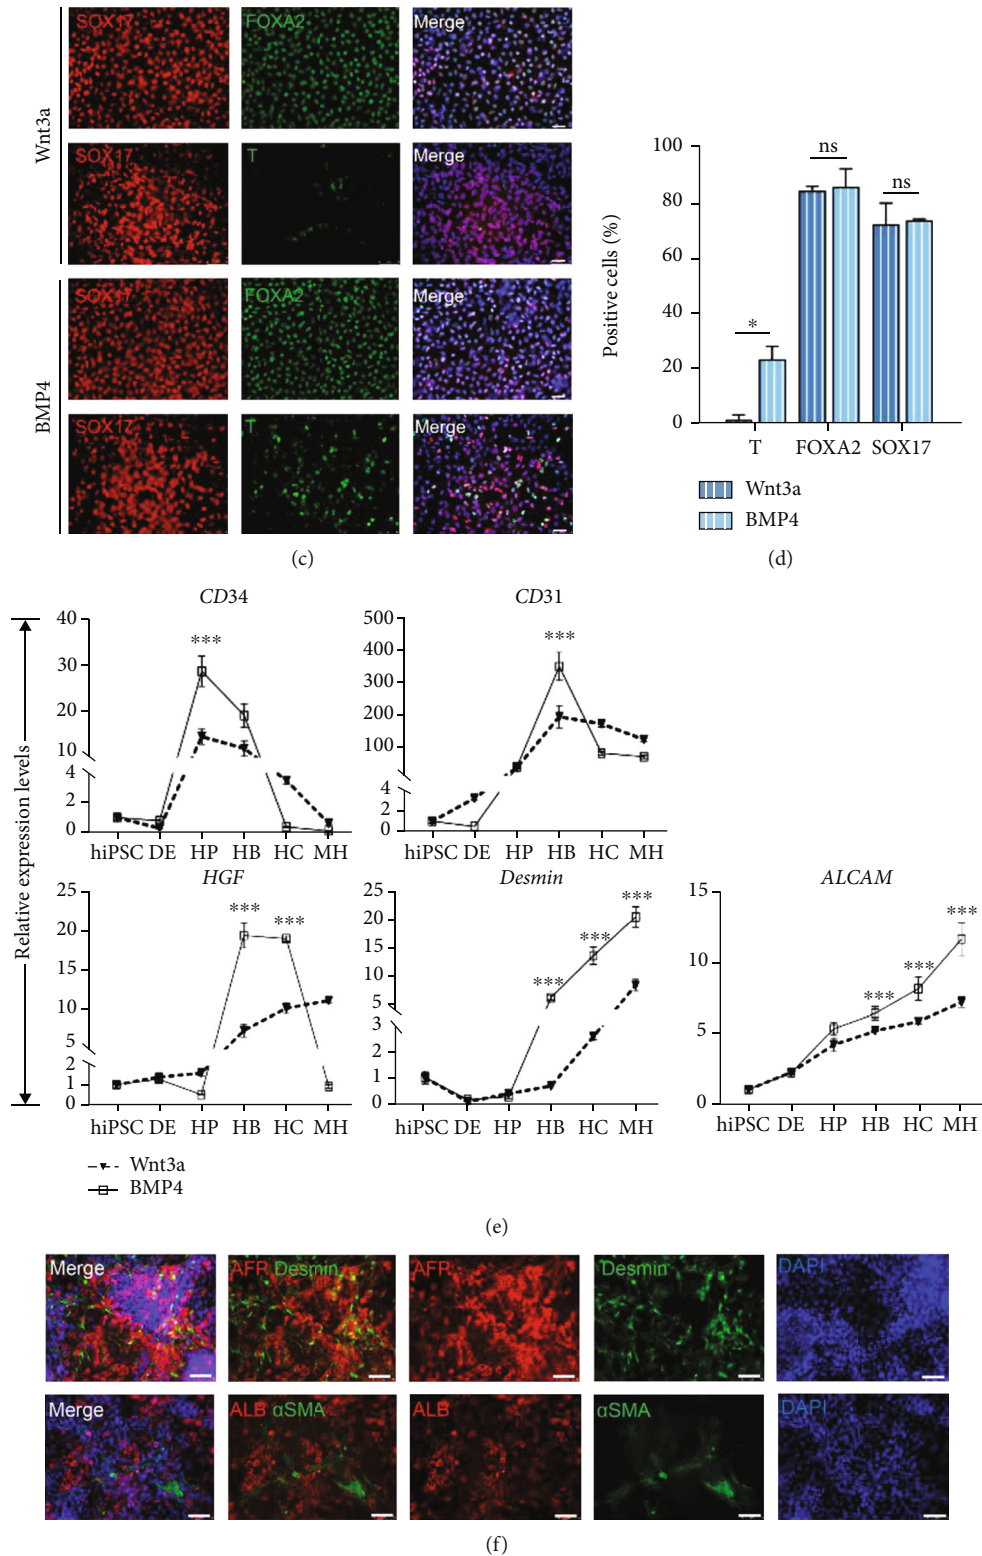 SOX17 FOXA2 Merge
Wnt3a
SOX17 T Merge
SOX17 FOXA2 Merge
BMP4
SOX17 T Merge
(c)
Positive cells (%)
100
80
60
40
20
0
* ns ns
T FOXA2 SOX17
Wnt3a
BMP4
(d)
Relative expression levels
CD34
40
30
20
10
4
2
0
***
hiPSC DE HP HB HC MH
CD31
500
400
300
200
100
4
2
0
***
hiPSC DE HP HB HC MH
HGF
25
20
15
10
5
2
1
0
*** ***
hiPSC DE HP HB HC MH
Desmin
25
20
15
10
5
3
2
1
0
*** *** ***
hiPSC DE HP HB HC MH
ALCAM
15
10
5
0
*** *** ***
hiPSC DE HP HB HC MH
Wnt3a
BMP4
(e)
Merge AFP Desmin AFP Desmin DAPI
Merge ALB αSMA ALB αSMA DAPI
(f)